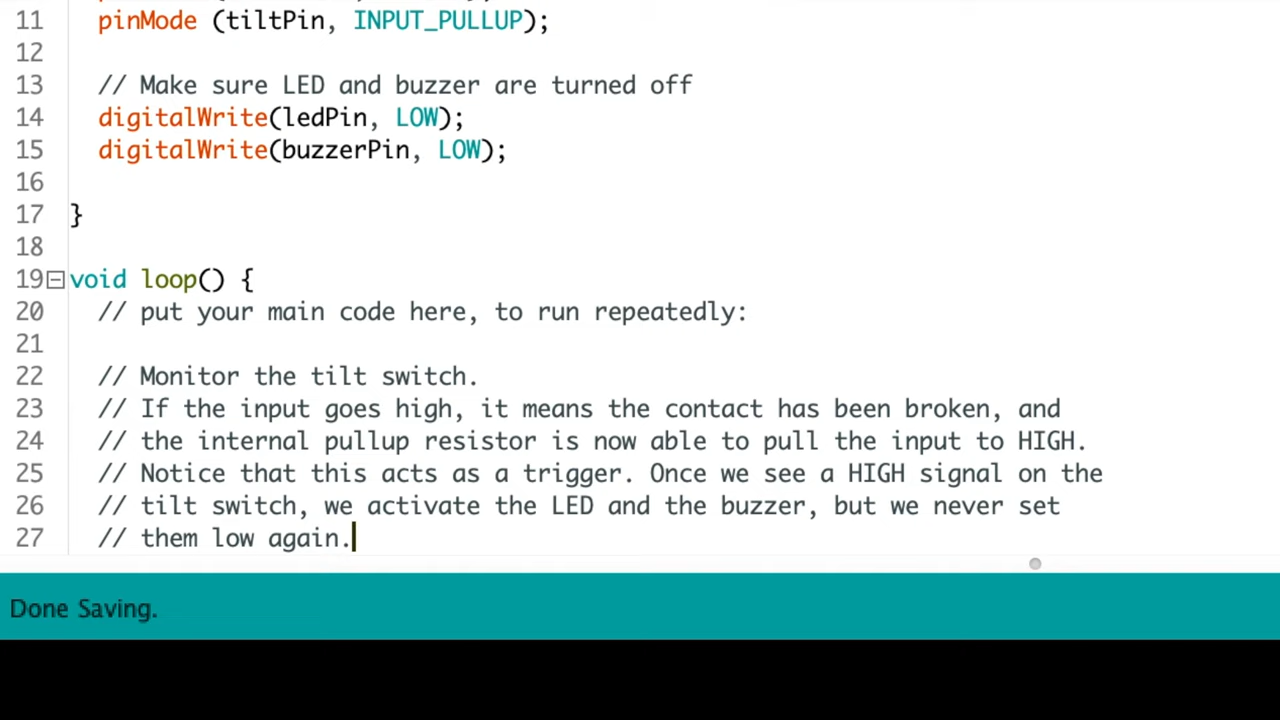 11 pinMode (tiltPin, INPUT_PULLUP);
12
13 // Make sure LED and buzzer are turned off
14 digitalWrite(ledPin, LOW);
15 digitalWrite(buzzerPin, LOW);
16
17 }
18
19 void loop() {
20 // put your main code here, to run repeatedly:
21
22 // Monitor the tilt switch.
23 // If the input goes high, it means the contact has been broken, and
24 // the internal pullup resistor is now able to pull the input to HIGH.
25 // Notice that this acts as a trigger. Once we see a HIGH signal on the
26 // tilt switch, we activate the LED and the buzzer, but we never set
27 // them low again.
Done Saving.